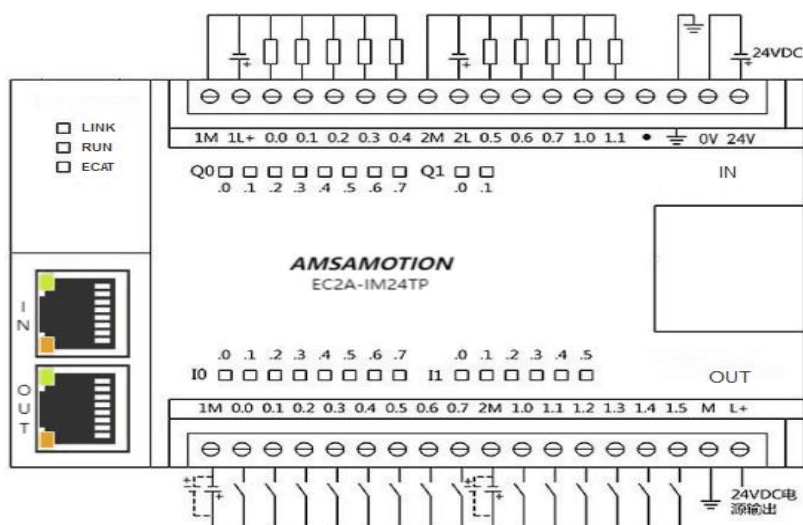 24VDC
LINK
RUN
ECAT
1M 1L+ 0.0 0.1 0.2 0.3 0.4 2M 2L 0.5 0.6 0.7 1.0 1.1 • 0V 24V
Q0 Q1 IN
.0 .1 .2 .3 .4 .5 .6 .7 .0 .1
AMSAMOTION
EC2A-IM24TP
IN
OUT
.0 .1 .2 .3 .4 .5 .6 .7 .0 .1 .2 .3 .4 .5
I0 I1 OUT
1M 0.0 0.1 0.2 0.3 0.4 0.5 0.6 0.7 2M 1.0 1.1 1.2 1.3 1.4 1.5 M L+
24VDC电
源输出